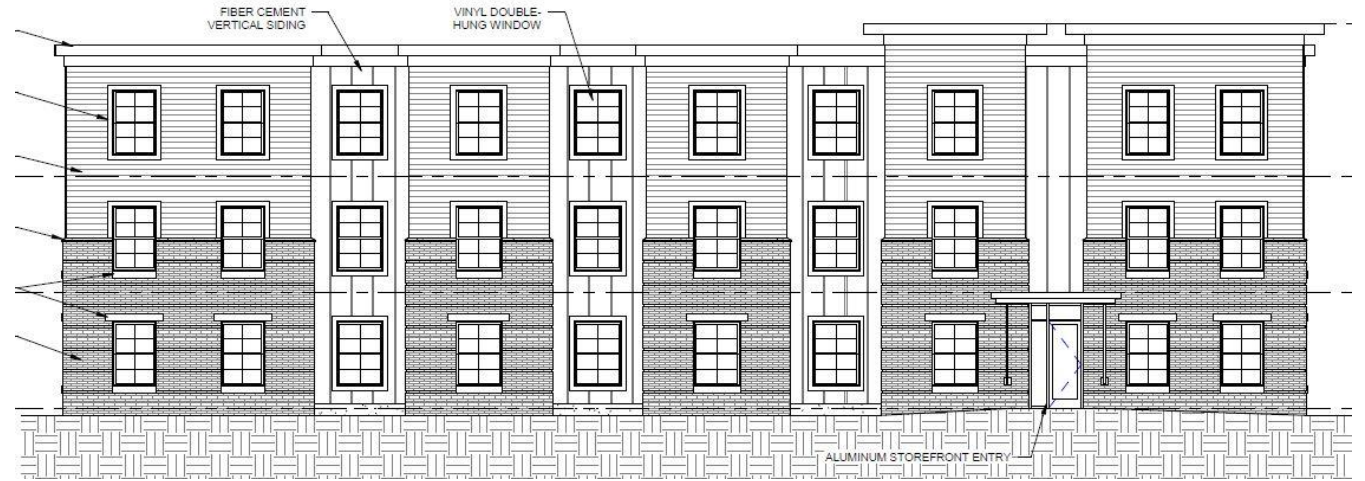 FIBER CEMENT
VERTICAL SIDING
VINYL DOUBLE-
HUNG WINDOW
ALUMINUM STOREFRONT ENTRY